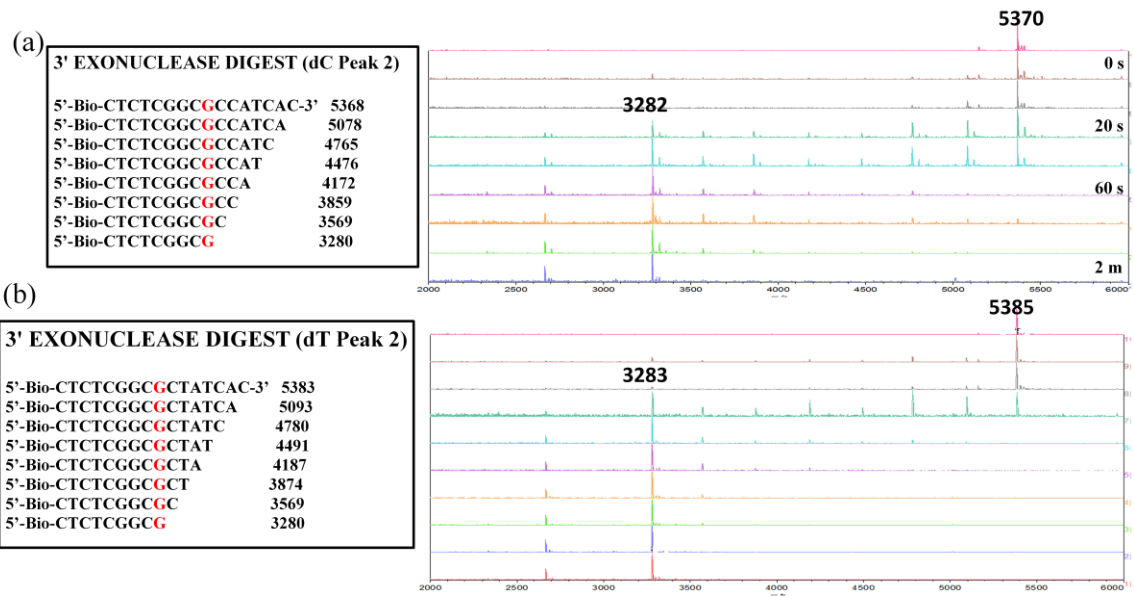 (a)
3' EXONUCLEASE DIGEST (dC Peak 2)
5’-Bio-CTCTCGGCGCCATCAC-3’ 5368
5’-Bio-CTCTCGGCGCCATCA 5078
5’-Bio-CTCTCGGCGCCATC 4765
5’-Bio-CTCTCGGCGCCAT 4476
5’-Bio-CTCTCGGCGCCA 4172
5’-Bio-CTCTCGGCGCC 3859
5’-Bio-CTCTCGGCGC 3569
5’-Bio-CTCTCGGCG 3280
5370
0 s
3282
20 s
60 s
2 m
2000 2500 3000 3500 4000 4500 5000 5500 6000
(b)
3' EXONUCLEASE DIGEST (dT Peak 2)
5’-Bio-CTCTCGGCGCTATCAC-3’ 5383
5’-Bio-CTCTCGGCGCTATCA 5093
5’-Bio-CTCTCGGCGCTATC 4780
5’-Bio-CTCTCGGCGCTAT 4491
5’-Bio-CTCTCGGCGCTA 4187
5’-Bio-CTCTCGGCGCT 3874
5’-Bio-CTCTCGGCGC 3569
5’-Bio-CTCTCGGCG 3280
5385
3283
2000 2500 3000 3500 4000 4500 5000 5500 6000